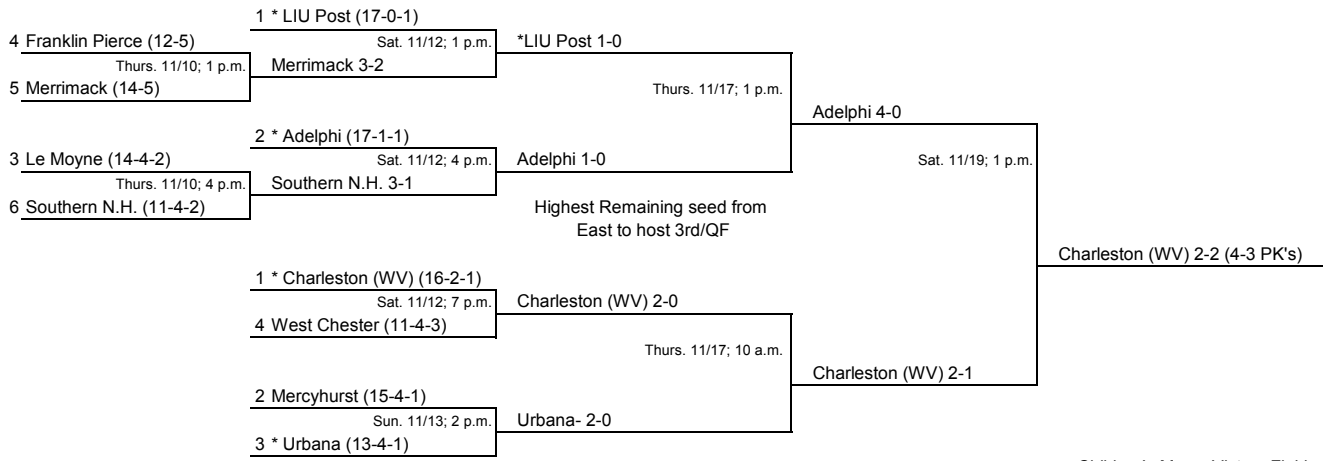 1 * LIU Post (17-0-1)
4 Franklin Pierce (12-5)
Sat. 11/12; 1 p.m.
*LIU Post 1-0
Thurs. 11/10; 1 p.m.
Merrimack 3-2
5 Merrimack (14-5)
Thurs. 11/17; 1 p.m.
Adelphi 4-0
2 * Adelphi (17-1-1)
3 Le Moyne (14-4-2)
Sat. 11/12; 4 p.m.
Adelphi 1-0
Sat. 11/19; 1 p.m.
Thurs. 11/10; 4 p.m.
Southern N.H. 3-1
6 Southern N.H. (11-4-2)
Highest Remaining seed from
East to host 3rd/QF
Charleston (WV) 2-2 (4-3 PK's)
1 * Charleston (WV) (16-2-1)
Sat. 11/12; 7 p.m.
Charleston (WV) 2-0
4 West Chester (11-4-3)
Thurs. 11/17; 10 a.m.
Charleston (WV) 2-1
2 Mercyhurst (15-4-1)
Sun. 11/13; 2 p.m.
Urbana- 2-0
3 * Urbana (13-4-1)